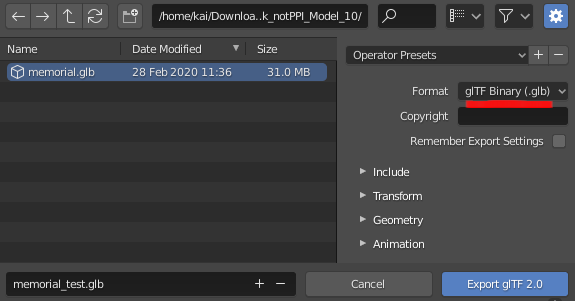 /home/kai/Downloa..k_notPPI_Model_10/
Name Date Modified Size
memorial.glb 28 Feb 2020 11:36 31.0 MB
Operator Presets
Format glTF Binary (.glb)
Copyright
Remember Export Settings
Include
Transform
Geometry
Animation
memorial_test.glb
Cancel
Export glTF 2.0